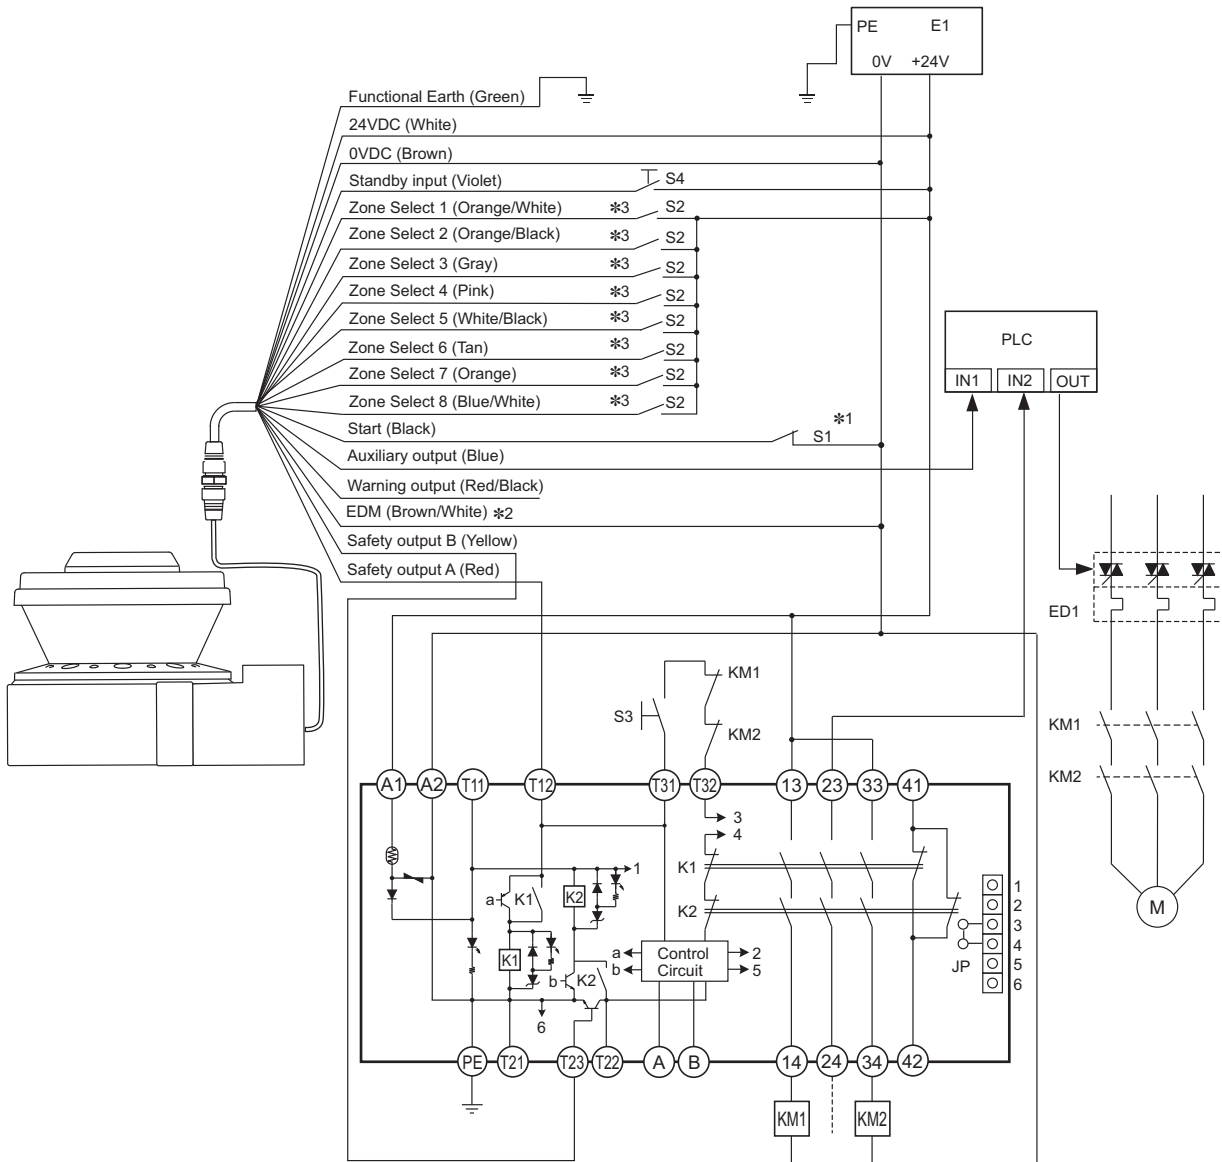 PE E1
0V +24V
Functional Earth (Green)
24VDC (White)
0VDC (Brown)
Standby input (Violet) S4
Zone Select 1 (Orange/White) ✻3 S2
Zone Select 2 (Orange/Black) ✻3 S2
Zone Select 3 (Gray) ✻3 S2
Zone Select 4 (Pink) ✻3 S2
Zone Select 5 (White/Black) ✻3 S2
Zone Select 6 (Tan) ✻3 S2
Zone Select 7 (Orange) ✻3 S2
Zone Select 8 (Blue/White) ✻3 S2
Start (Black) S1 ✻1
Auxiliary output (Blue)
Warning output (Red/Black)
EDM (Brown/White) ✻2
Safety output B (Yellow)
Safety output A (Red)
PLC
IN1 IN2 OUT
ED1
KM1
KM2
M
S3
KM1
KM2
A1 A2 T11 T12 T31 T32 13 23 33 41
3
4
1
K1
K2
a K1 K2
K1
b K2
a Control 2
b Circuit 5
6
JP
1
2
3
4
5
6
PE T21 T23 T22 A B 14 24 34 42
KM1 KM2